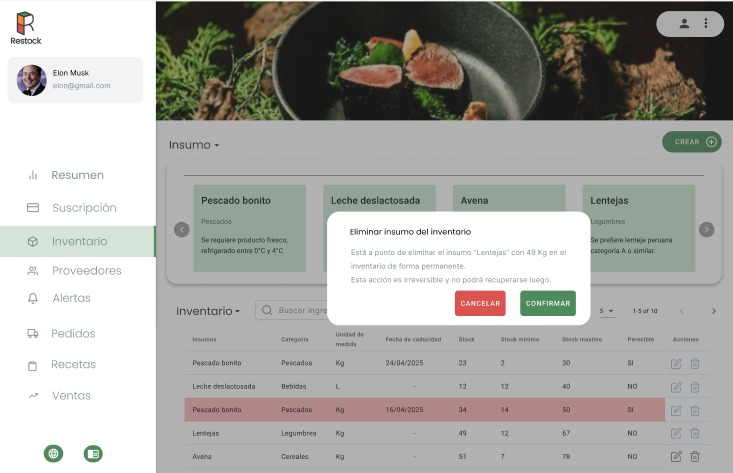 Restock
Elon Musk
elon@gmail.com
Resumen
Suscripción
Inventario
Proveedores
Alertas
Pedidos
Recetas
Ventas
Insumo
CREAR
Pescado bonito
Pescados
Se requiere producto fresco,
refrigerado entre 0°C y 4°C
Leche deslactosada
Avena
Lentejas
Legumbres
Se prefiere lenteja peruana
categoría A o similar.
Eliminar insumo del inventario
Está a punto de eliminar el insumo "Lentejas" con 49 Kg en el
inventario de forma permanente.
Esta acción es irreversible y no podrá recuperarse luego.
CANCELAR
CONFIRMAR
Inventario
Buscar ingre
5
1-5 of 10
Insumos Categoría Unidad de medida Fecha de caducidad Stock Stock mínimo Stock maximo Perecible Acciones
Pescado bonito Pescados Kg 24/04/2025 23 2 30 SI
Leche deslactosada Bebidas L - 12 12 40 NO
Pescado bonito Pescados Kg 16/04/2025 34 14 50 SI
Lentejas Legumbres Kg - 49 12 67 NO
Avena Cereales Kg - 51 7 78 NO